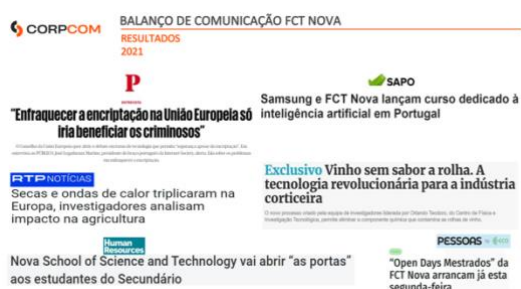 CORPCOM
BALANÇO DE COMUNICAÇÃO FCT NOVA
RESULTADOS
2021
P
"Enfraquecer a encriptação na União Europeia só
iria beneficiar os criminosos"
SAPO
Samsung e FCT Nova lançam curso dedicado à
inteligência artificial em Portugal
RTP NOTÍCIAS
Secas e ondas de calor triplicaram na
Europa, investigadores analisam
impacto na agricultura
Exclusivo Vinho sem sabor a rolha. A
tecnologia revolucionária para a indústria
corticeira
Human
Resources
Nova School of Science and Technology vai abrir "as portas"
aos estudantes do Secundário
PESSOAS
"Open Days Mestrados" da
FCT Nova arrancam já esta
segunda-feira